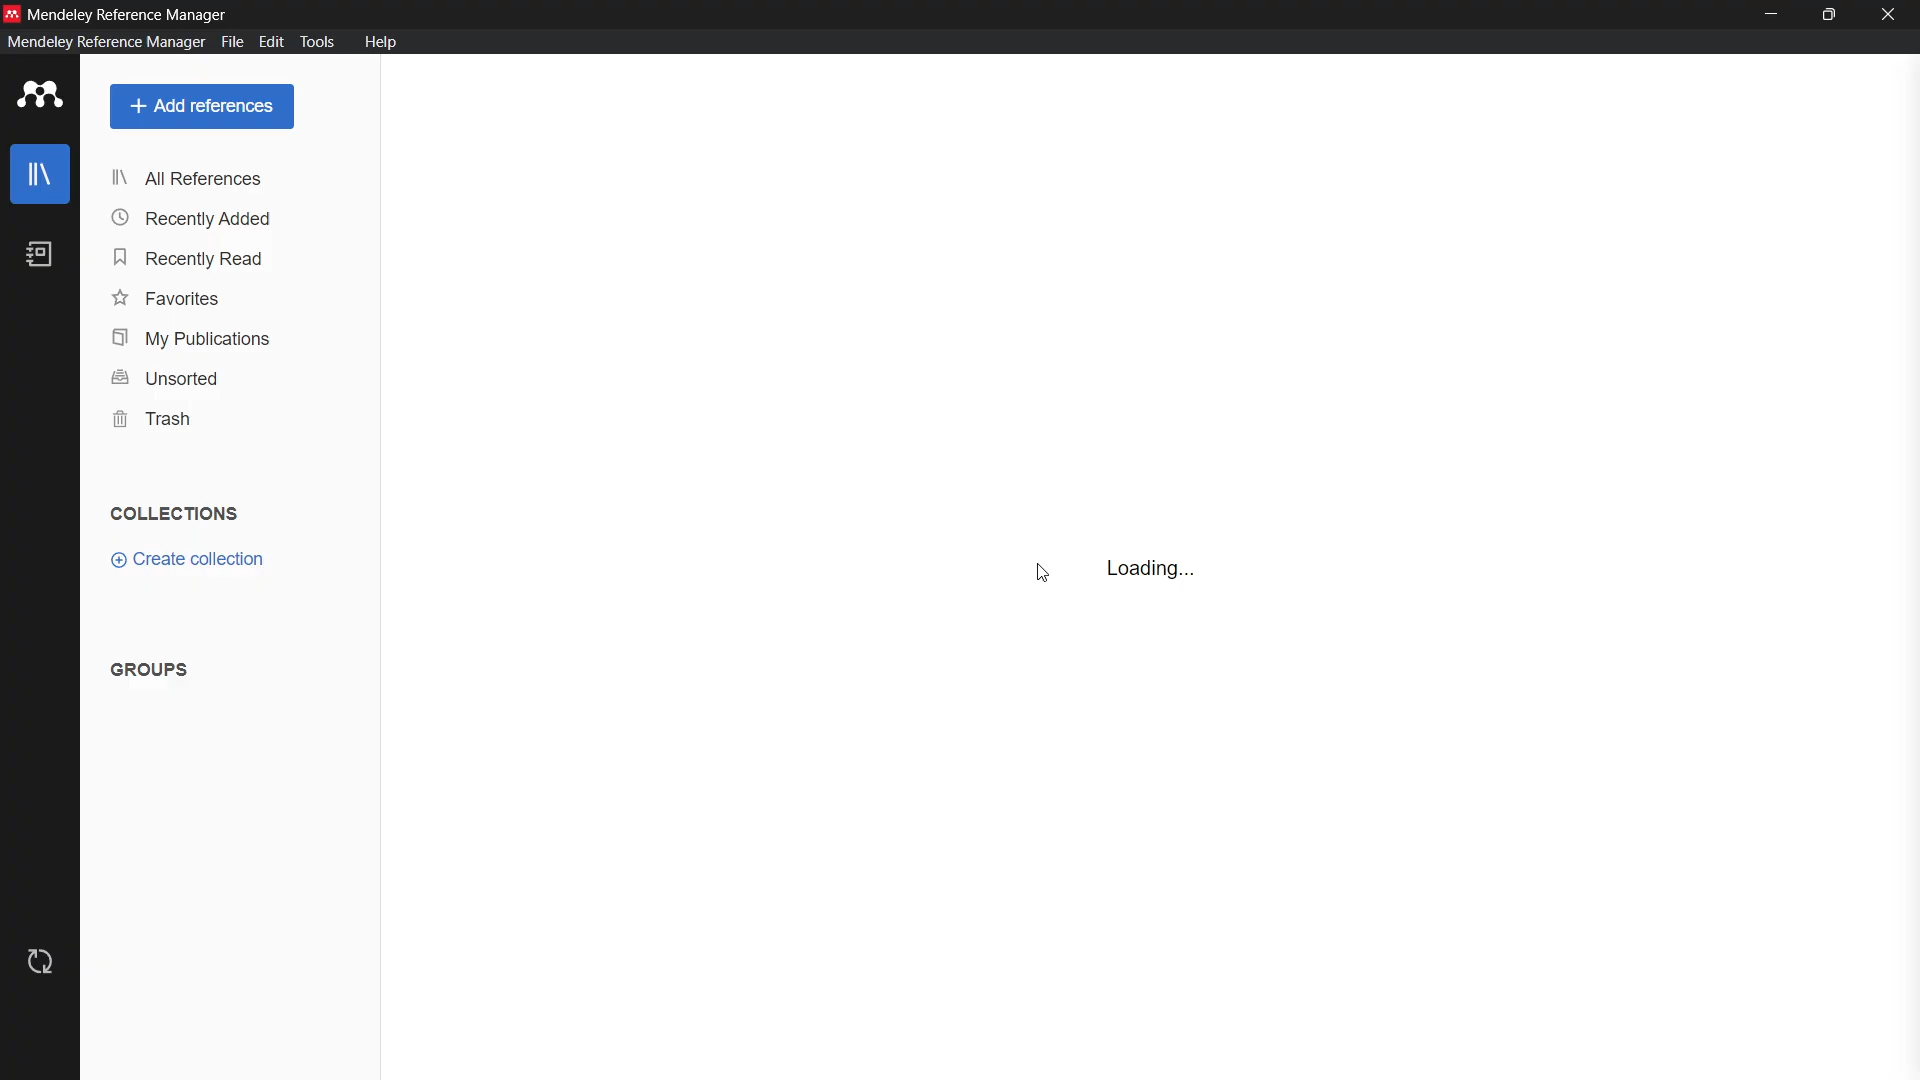 Mendeley Reference Manager
Mendeley Reference Manager File Edit Tools Help
+ Add references
All References
Recently Added
Recently Read
Favorites
My Publications
Unsorted
Trash
COLLECTIONS
Create collection
Loading...
GROUPS